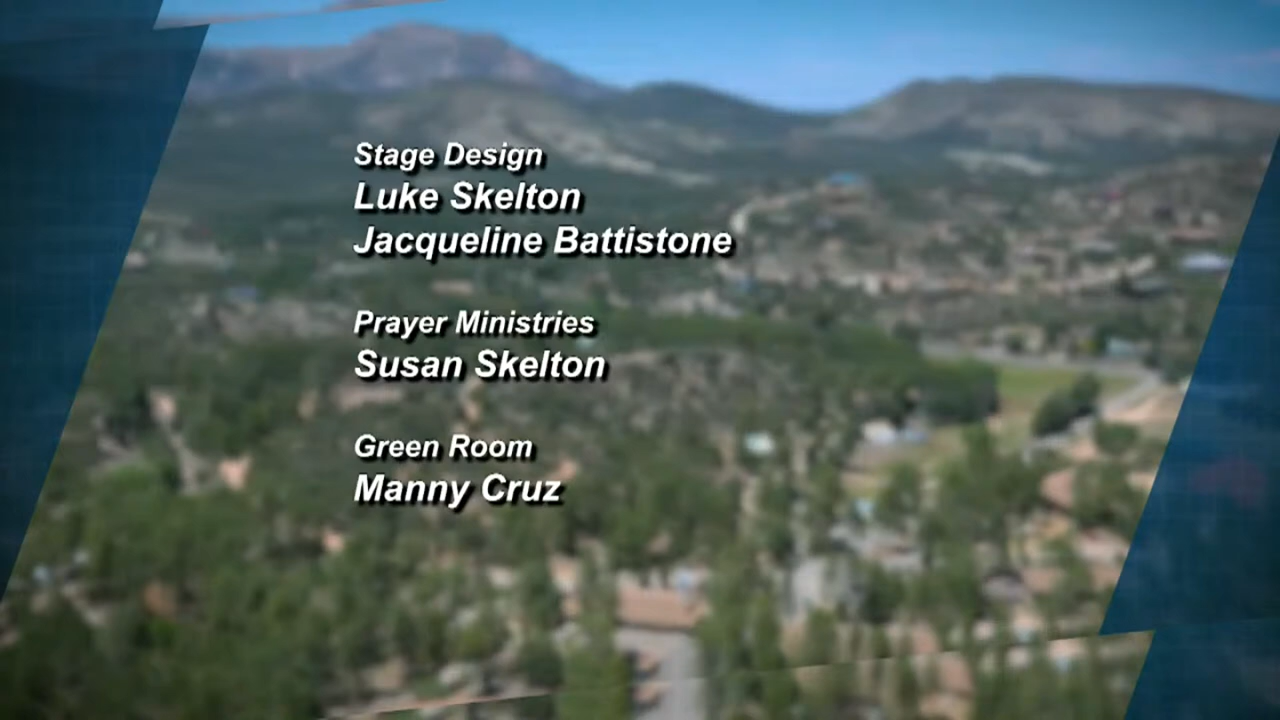 Stage Design
Luke Skelton
Jacqueline Battistone
Prayer Ministries
Susan Skelton
Green Room
Manny Cruz